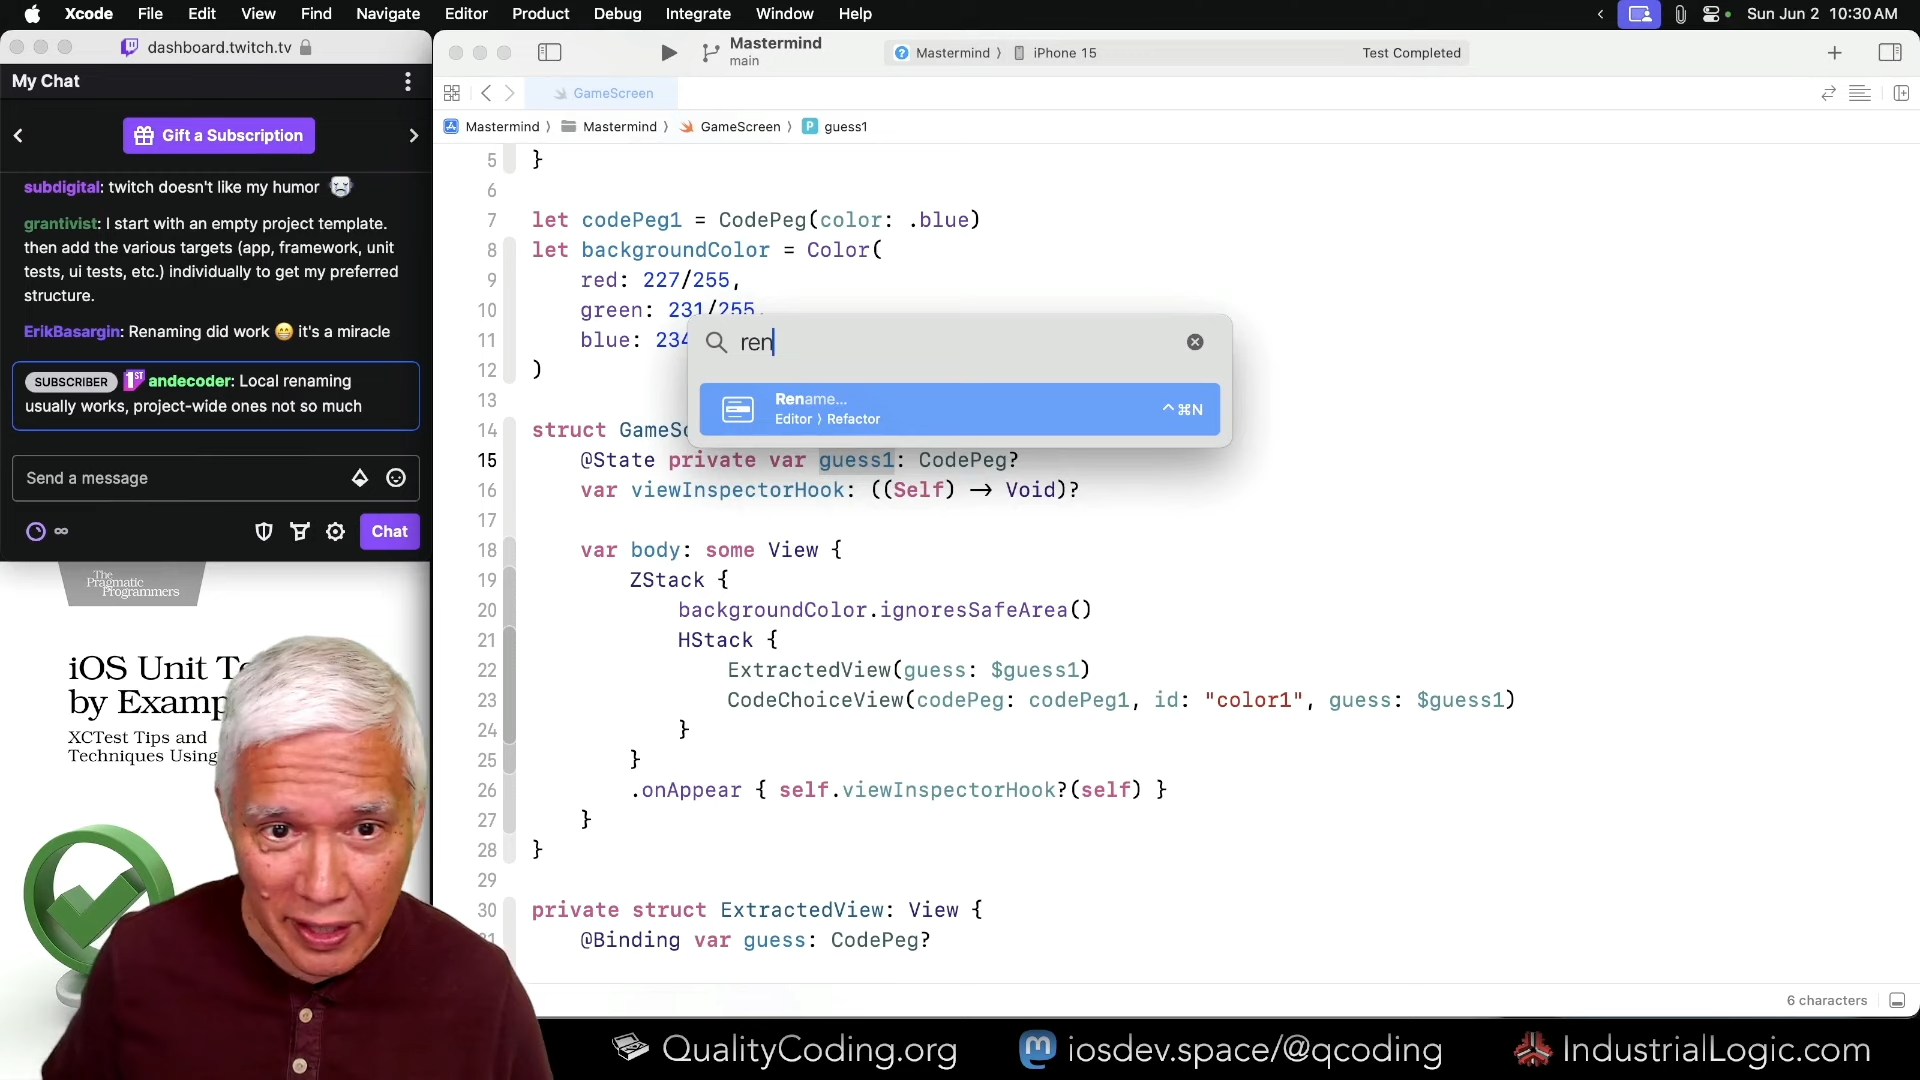 Xcode File Edit View Find Navigate Editor Product Debug Integrate Window Help
Sun Jun 2 10:30 AM
dashboard.twitch.tv
My Chat
Gift a Subscription
subdigital: twitch doesn't like my humor
grantivist: I start with an empty project template.
then add the various targets (app, framework, unit
tests, ui tests, etc.) individually to get my preferred
structure.
ErikBasargin: Renaming did work 😁 it's a miracle
SUBSCRIBER 1ST andecoder: Local renaming
usually works, project-wide ones not so much
Send a message
∞
Chat
The
Pragmatic
Programmers
iOS Unit Te
by Examp
XCTest Tips and
Techniques Using
Mastermind
main
Mastermind 〉 iPhone 15
Test Completed
GameScreen
Mastermind 〉 Mastermind 〉 GameScreen 〉 P guess1
5 }
6
7 let codePeg1 = CodePeg(color: .blue)
8 let backgroundColor = Color(
9 red: 227/255,
10 green: 231/255,
11 blue: 234
12 )
13
ren
Rename...
Editor 〉 Refactor
^⌘N
14 struct GameSc
15 @State private var guess1: CodePeg?
16 var viewInspectorHook: ((Self) -> Void)?
17
18 var body: some View {
19 ZStack {
20 backgroundColor.ignoresSafeArea()
21 HStack {
22 ExtractedView(guess: $guess1)
23 CodeChoiceView(codePeg: codePeg1, id: "color1", guess: $guess1)
24 }
25 }
26 .onAppear { self.viewInspectorHook?(self) }
27 }
28 }
29
30 private struct ExtractedView: View {
31 @Binding var guess: CodePeg?
6 characters
QualityCoding.org
iosdev.space/@qcoding
IndustrialLogic.com